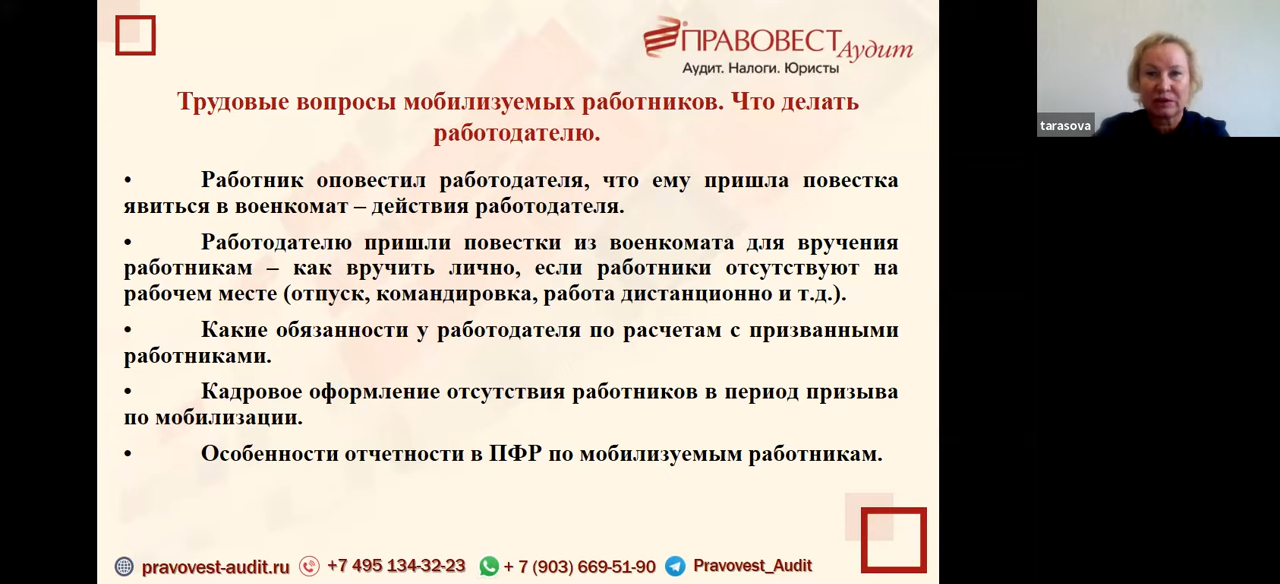 ПРАВОВЕСТ Аудит
Аудит. Налоги. Юристы
Трудовые вопросы мобилизуемых работников. Что делать
работодателю.
• Работник оповестил работодателя, что ему пришла повестка
явиться в военкомат – действия работодателя.
• Работодателю пришли повестки из военкомата для вручения
работникам – как вручить лично, если работники отсутствуют на
рабочем месте (отпуск, командировка, работа дистанционно и т.д.).
• Какие обязанности у работодателя по расчетам с призванными
работниками.
• Кадровое оформление отсутствия работников в период призыва
по мобилизации.
• Особенности отчетности в ПФР по мобилизуемым работникам.
pravovest-audit.ru +7 495 134-32-23 + 7 (903) 669-51-90 Pravovest_Audit
tarasova